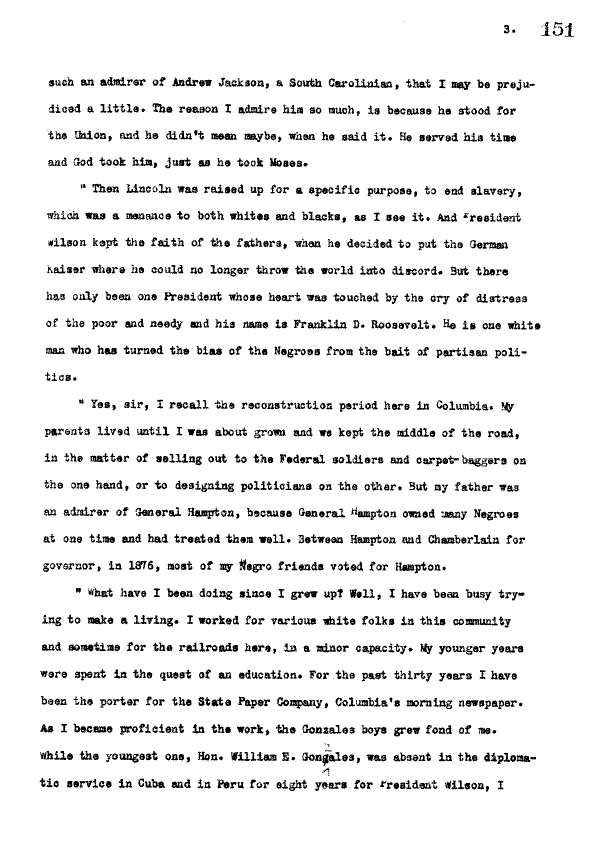 3. 151
such an admirer of Andrew Jackson, a South Carolinian, that I may be preju-
diced a little. The reason I admire him so much, is because he stood for
the Union, and he didn't mean maybe, when he said it. He served his time
and God took him, just as he took Moses.
" Then Lincoln was raised up for a specific purpose, to end slavery,
which was a menance to both whites and blacks, as I see it. And President
Wilson kept the faith of the fathers, when he decided to put the German
Kaiser where he could no longer throw the world into discord. But there
has only been one President whose heart was touched by the cry of distress
of the poor and needy and his name is Franklin D. Roosevelt. He is one white
man who has turned the bias of the Negroes from the bait of partisan poli-
tics.
" Yes, sir, I recall the reconstruction period here in Columbia. My
parents lived until I was about grown and we kept the middle of the road,
in the matter of selling out to the Federal soldiers and carpet-baggers on
the one hand, or to designing politicians on the other. But my father was
an admirer of General Hampton, because General Hampton owned many Negroes
at one time and had treated them well. Between Hampton and Chamberlain for
governor, in 1876, most of my Negro friends voted for Hampton.
" What have I been doing since I grew up? Well, I have been busy try-
ing to make a living. I worked for various white folks in this community
and sometime for the railroads here, in a minor capacity. My younger years
were spent in the quest of an education. For the past thirty years I have
been the porter for the State Paper Company, Columbia's morning newspaper.
As I became proficient in the work, the Gonzales boys grew fond of me.
While the youngest one, Hon. William E. Gonzales, was absent in the diploma-
tic service in Cuba and in Peru for eight years for President Wilson, I